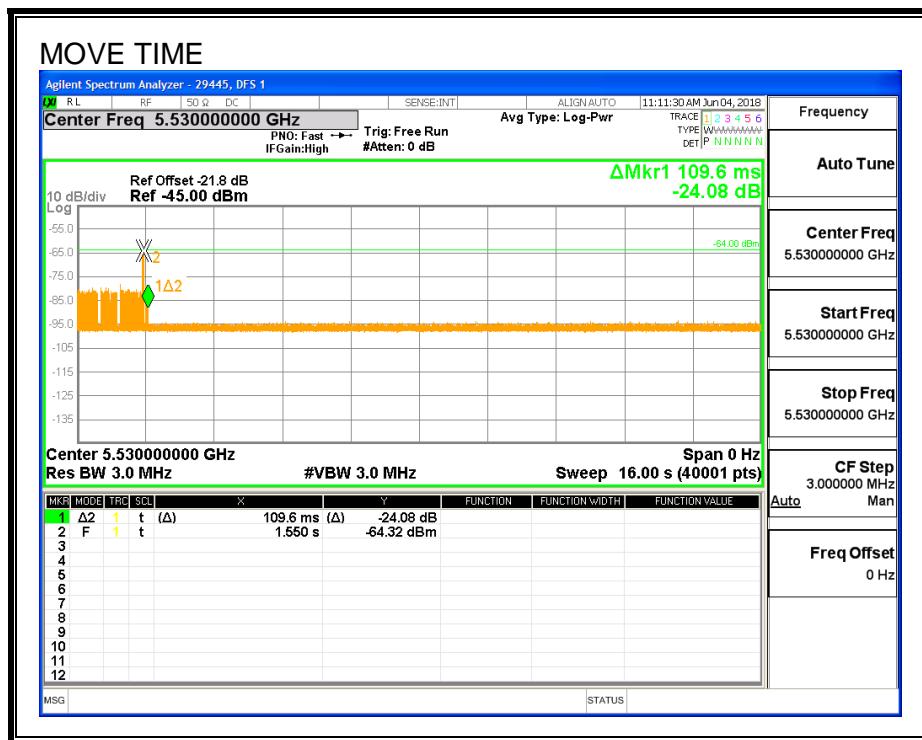 MOVE TIME
Agilent Spectrum Analyzer - 29445, DFS 1
LXI RL RF 50 Ω DC SENSE:INT ALIGN AUTO 11:11:30 AM Jun 04, 2018
Center Freq 5.530000000 GHz Avg Type: Log-Pwr TRACE 1 2 3 4 5 6
PNO: Fast Trig: Free Run TYPE WWWWWW
IFGain:High #Atten: 0 dB DET P N N N N N
Frequency
Auto Tune
Center Freq
5.530000000 GHz
Start Freq
5.530000000 GHz
Stop Freq
5.530000000 GHz
CF Step
3.000000 MHz
Auto Man
Freq Offset
0 Hz
ΔMkr1 109.6 ms
-24.08 dB
Ref Offset -21.8 dB
10 dB/div Ref -45.00 dBm
Log
-55.0
-64.00 dBm
-65.0
2
-75.0
1Δ2
-85.0
-95.0
-105
-115
-125
-135
Center 5.530000000 GHz Span 0 Hz
Res BW 3.0 MHz #VBW 3.0 MHz Sweep 16.00 s (40001 pts)
MKR MODE TRC SCL X Y FUNCTION FUNCTION WIDTH FUNCTION VALUE
1 Δ2 1 t (Δ) 109.6 ms (Δ) -24.08 dB
2 F 1 t 1.550 s -64.32 dBm
3
4
5
6
7
8
9
10
11
12
MSG STATUS